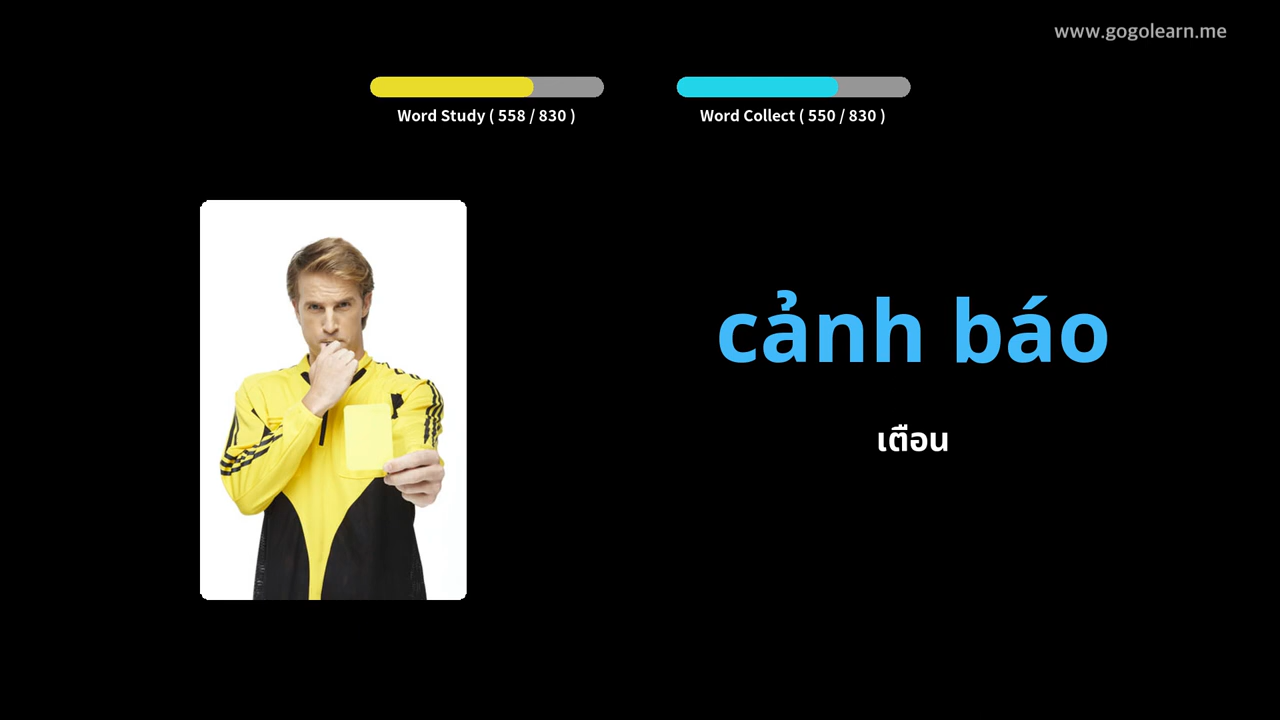 www.gogolearn.me
Word Study ( 558 / 830 )
Word Collect ( 550 / 830 )
cảnh báo
เตือน